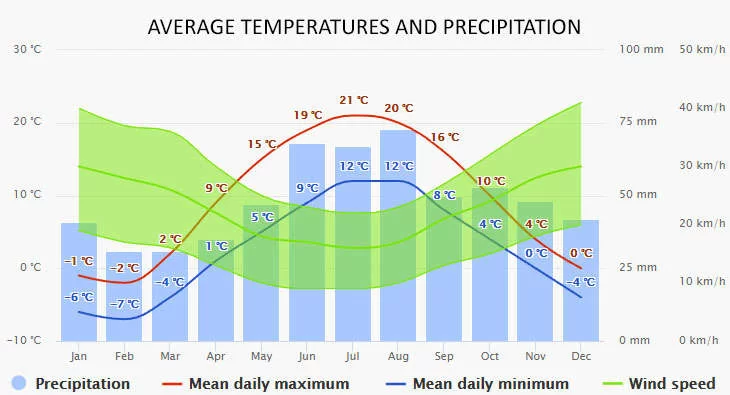 AVERAGE TEMPERATURES AND PRECIPITATION
30 °C 100 mm 50 km/h
21 °C
20 °C
19 °C
20 °C 75 mm 40 km/h
16 °C
15 °C
12 °C 12 °C
10 °C
9 °C 9 °C
8 °C
10 °C 50 mm 30 km/h
5 °C
4 °C 4 °C
20 km/h
2 °C
1 °C
0 °C 0 °C
−1 °C
−2 °C
0 °C 25 mm 10 km/h
−4 °C −4 °C
−6 °C
−7 °C
−10 °C 0 mm 0 km/h
Jan Feb Mar Apr May Jun Jul Aug Sep Oct Nov Dec
Precipitation Mean daily maximum Mean daily minimum Wind speed